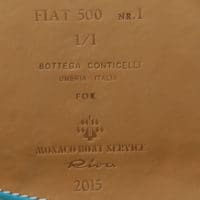 FIAT 500 NR.1
1/1
BOTTEGA CONTICELLI
UMBRIA ITALIA
FOR
MONACO BOAT SERVICE
Riva
2015